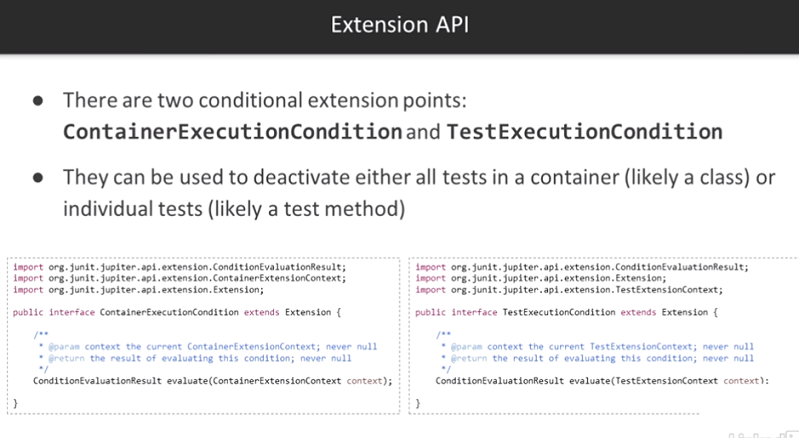 Extension API
● There are two conditional extension points:
ContainerExecutionCondition and TestExecutionCondition
● They can be used to deactivate either all tests in a container (likely a class) or
individual tests (likely a test method)
import org.junit.jupiter.api.extension.ConditionEvaluationResult;
import org.junit.jupiter.api.extension.ContainerExtensionContext;
import org.junit.jupiter.api.extension.Extension;
public interface ContainerExecutionCondition extends Extension {
/**
* @param context the current ContainerExtensionContext; never null
* @return the result of evaluating this condition; never null
*/
ConditionEvaluationResult evaluate(ContainerExtensionContext context);
}
import org.junit.jupiter.api.extension.ConditionEvaluationResult;
import org.junit.jupiter.api.extension.Extension;
import org.junit.jupiter.api.extension.TestExtensionContext;
public interface TestExecutionCondition extends Extension {
/**
* @param context the current TestExtensionContext; never null
* @return the result of evaluating this condition; never null
*/
ConditionEvaluationResult evaluate(TestExtensionContext context):
}